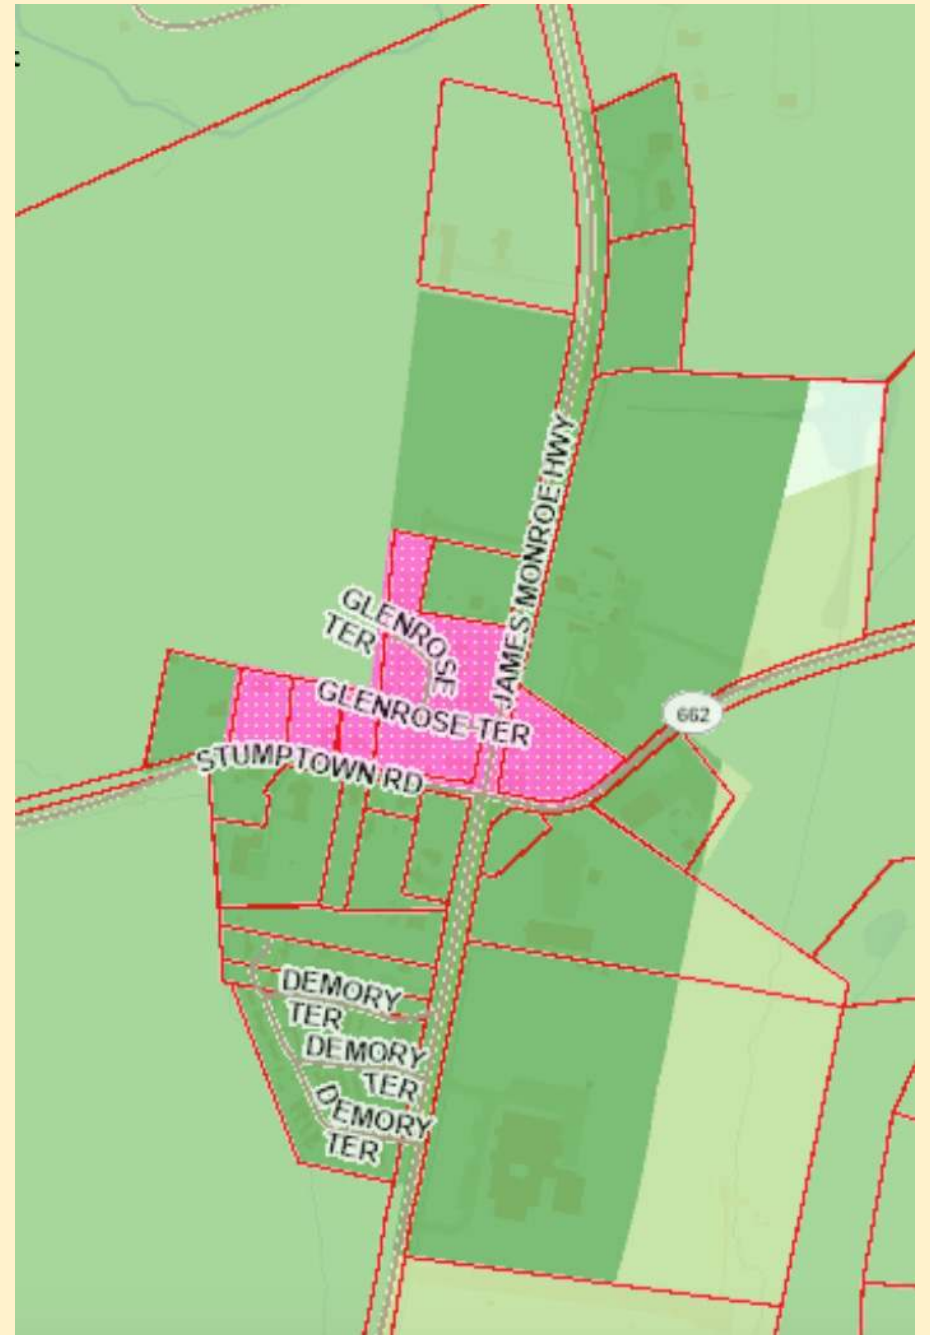 JAMES MONROE HWY
GLENROSE
TER
GLENROSE TER
662
STUMPTOWN RD
DEMORY
TER
DEMORY
TER
DEMORY
TER